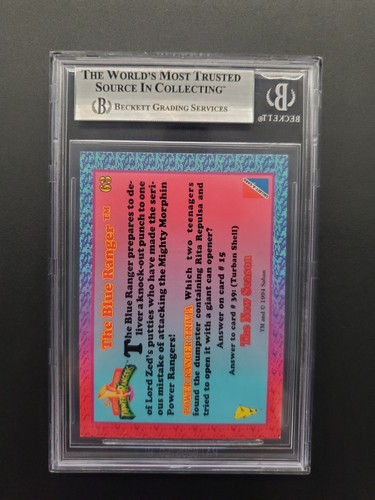 THE WORLD'S MOST TRUSTED
SOURCE IN COLLECTING™
BECKETT GRADING SERVICES
BECKETT
POWER RANGERS
The Blue Ranger™ 63
The Blue Ranger prepares to de-
liver a knock-out punch to one
of Lord Zed's putties who have made the seri-
ous mistake of attacking the Mighty Morphin
Power Rangers!
POWER RANGER TRIVIA Which two teenagers
found the dumpster containing Rita Repulsa and
tried to open it with a giant can opener?
Answer on card # 15
Answer to card # 39: (Turban Shell)
The New Season
TM and © 1994 Saban